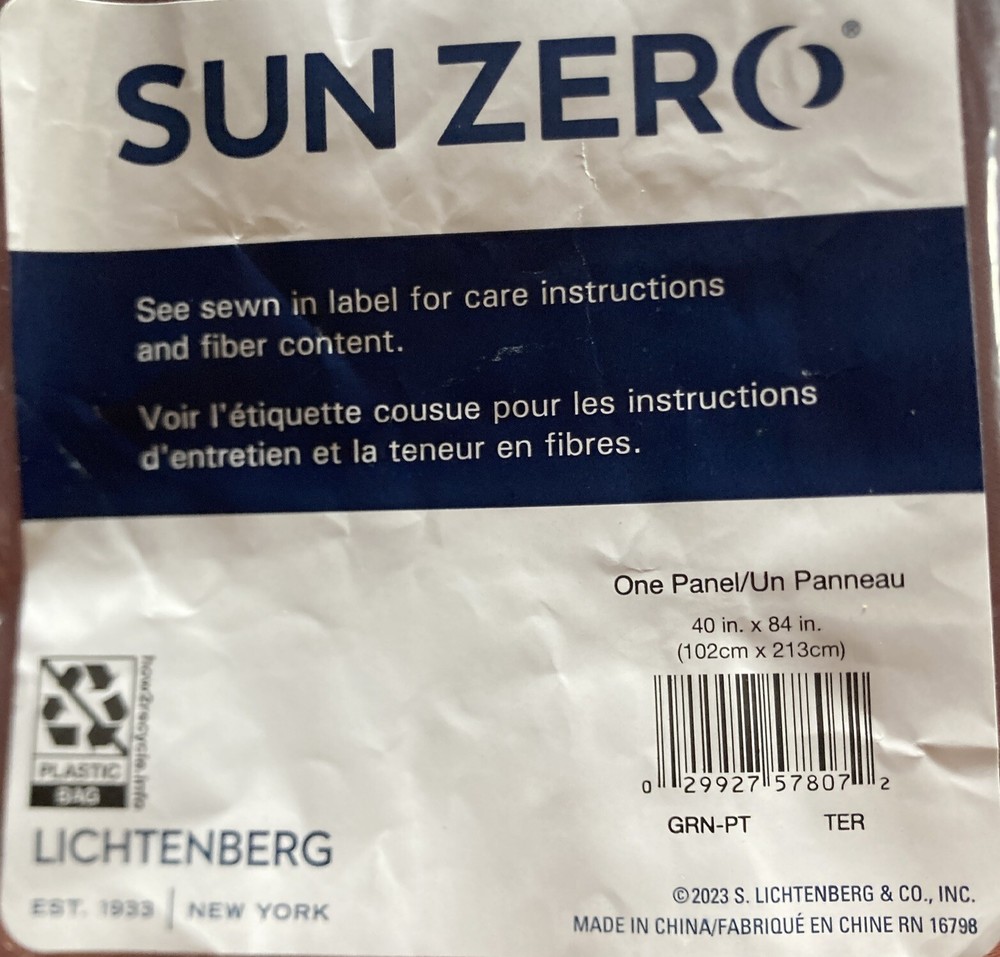 SUN ZERO®
See sewn in label for care instructions
and fiber content.
Voir l'étiquette cousue pour les instructions
d'entretien et la teneur en fibres.
One Panel/Un Panneau
40 in. x 84 in.
(102cm x 213cm)
0 29927 57807 2
GRN-PT TER
how2recycle.info
PLASTIC
BAG
LICHTENBERG
EST. 1933 | NEW YORK
©2023 S. LICHTENBERG & CO., INC.
MADE IN CHINA/FABRIQUÉ EN CHINE RN 16798